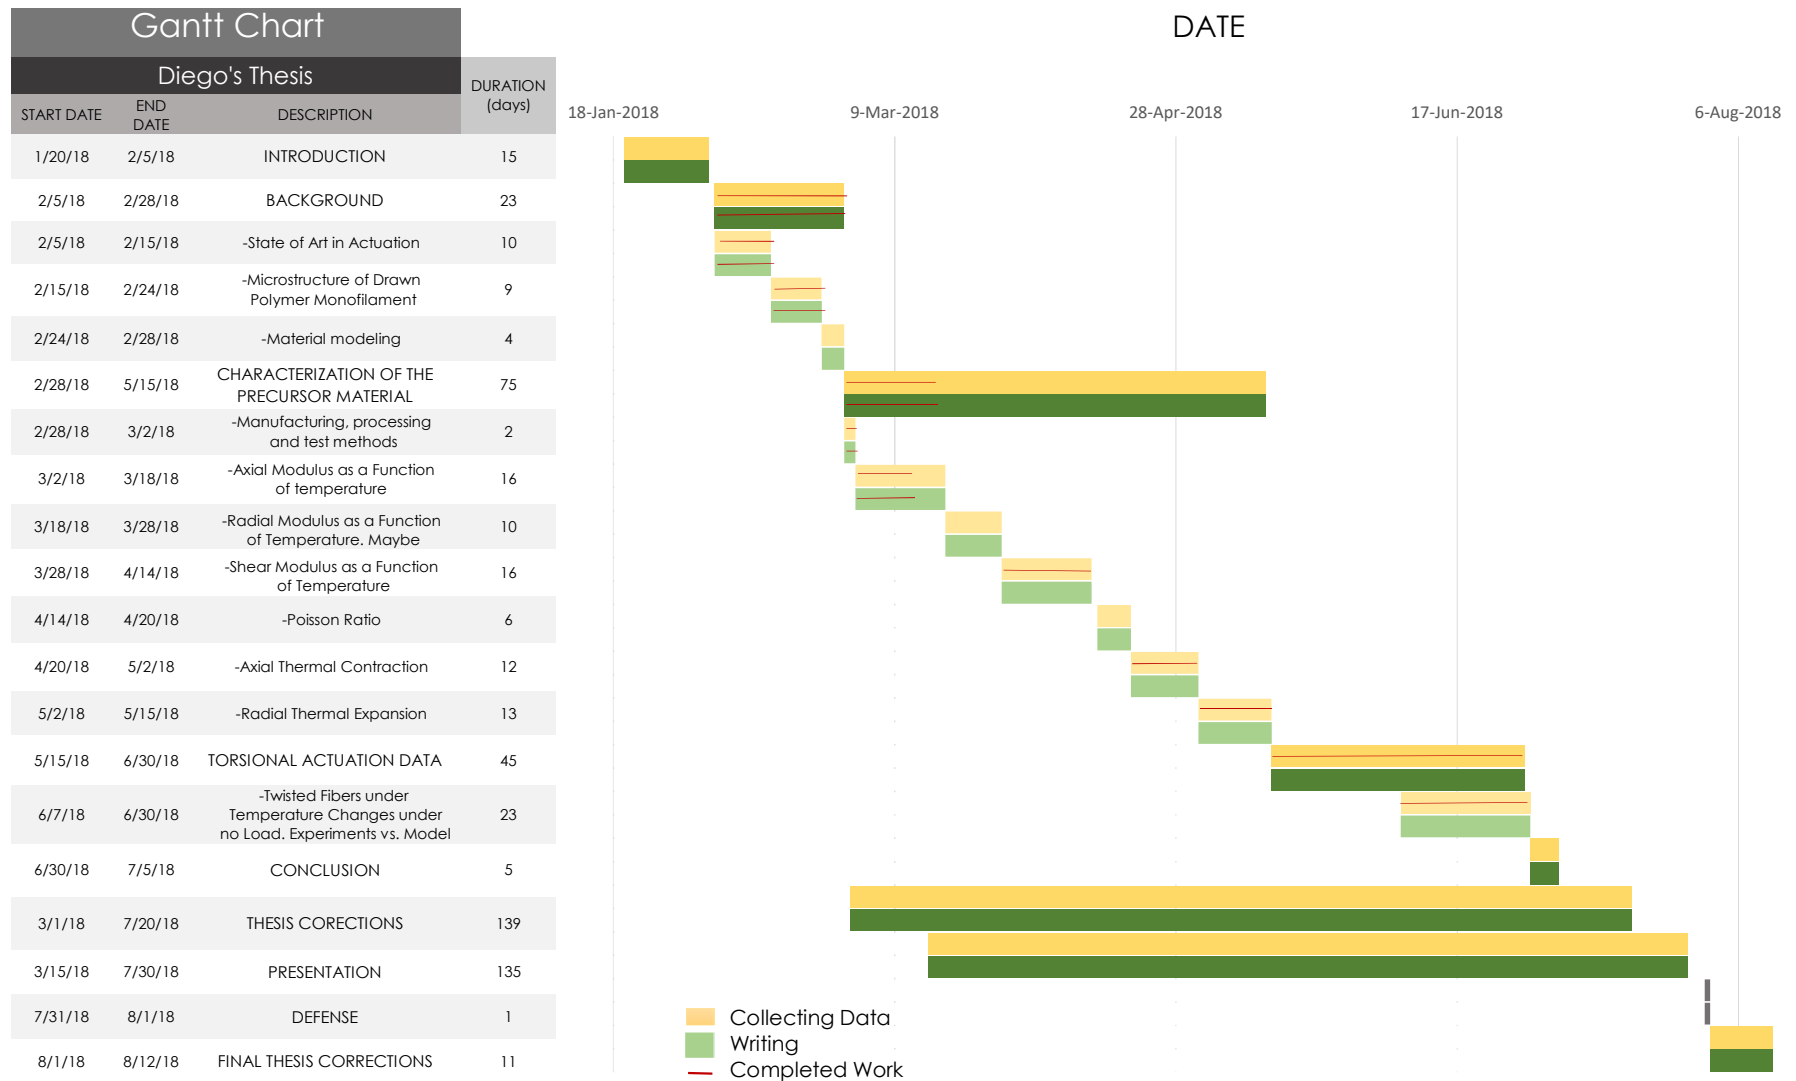 Gantt Chart
DATE
Diego's Thesis
DURATION
(days)
START DATE
END
DATE
DESCRIPTION
18-Jan-2018 9-Mar-2018 28-Apr-2018 17-Jun-2018 6-Aug-2018
1/20/18 2/5/18 INTRODUCTION 15
2/5/18 2/28/18 BACKGROUND 23
2/5/18 2/15/18 -State of Art in Actuation 10
2/15/18 2/24/18 -Microstructure of Drawn
Polymer Monofilament 9
2/24/18 2/28/18 -Material modeling 4
2/28/18 5/15/18 CHARACTERIZATION OF THE
PRECURSOR MATERIAL 75
2/28/18 3/2/18 -Manufacturing, processing
and test methods 2
3/2/18 3/18/18 -Axial Modulus as a Function
of temperature 16
3/18/18 3/28/18 -Radial Modulus as a Function
of Temperature. Maybe 10
3/28/18 4/14/18 -Shear Modulus as a Function
of Temperature 16
4/14/18 4/20/18 -Poisson Ratio 6
4/20/18 5/2/18 -Axial Thermal Contraction 12
5/2/18 5/15/18 -Radial Thermal Expansion 13
5/15/18 6/30/18 TORSIONAL ACTUATION DATA 45
6/7/18 6/30/18 -Twisted Fibers under
Temperature Changes under
no Load. Experiments vs. Model 23
6/30/18 7/5/18 CONCLUSION 5
3/1/18 7/20/18 THESIS CORECTIONS 139
3/15/18 7/30/18 PRESENTATION 135
7/31/18 8/1/18 DEFENSE 1
8/1/18 8/12/18 FINAL THESIS CORRECTIONS 11
Collecting Data
Writing
Completed Work